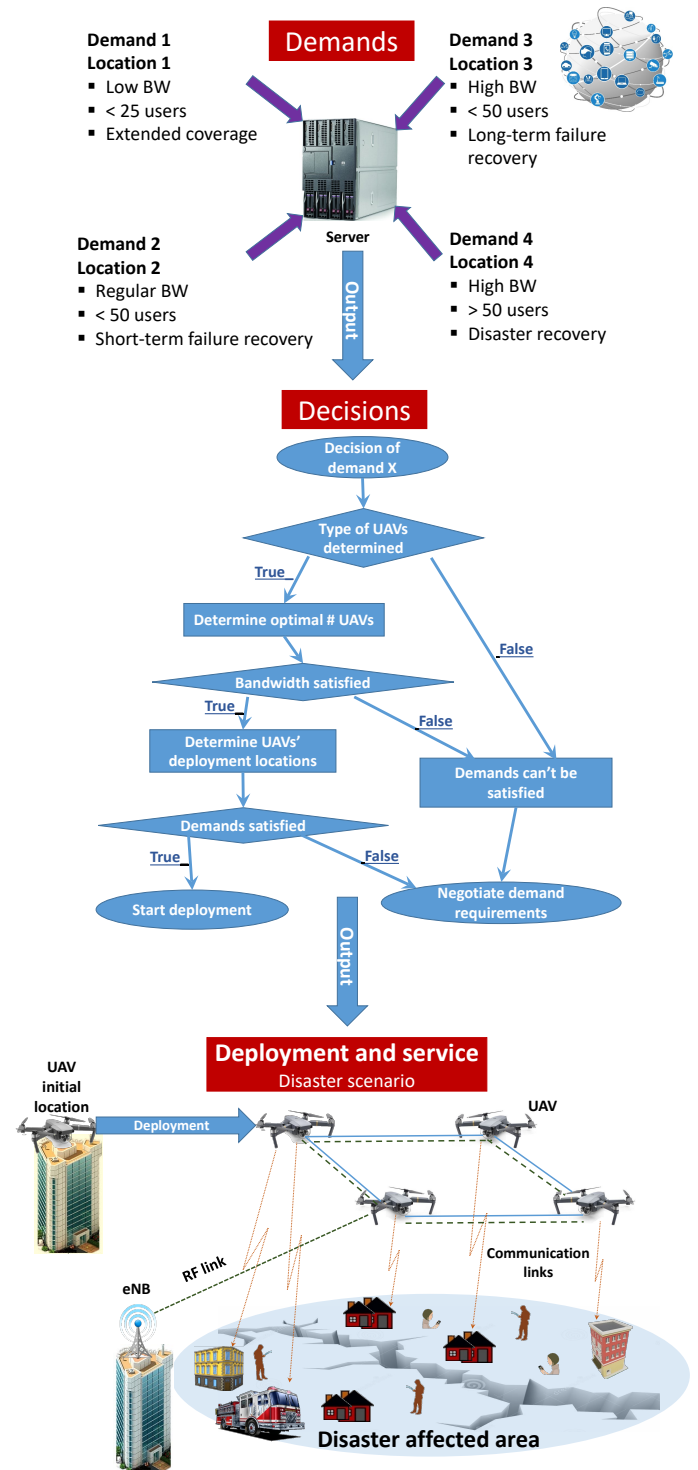 Demands
Demand 1
Location 1
▪ Low BW
▪ < 25 users
▪ Extended coverage
Demand 3
Location 3
▪ High BW
▪ < 50 users
▪ Long-term failure
recovery
Server
Demand 2
Location 2
▪ Regular BW
▪ < 50 users
▪ Short-term failure recovery
Demand 4
Location 4
▪ High BW
▪ > 50 users
▪ Disaster recovery
Output
Decisions
Decision of
demand X
Type of UAVs
determined
True
Determine optimal # UAVs
False
Bandwidth satisfied
True
False
Determine UAVs'
deployment locations
Demands can't be
satisfied
Demands satisfied
True
False
Start deployment
Negotiate demand
requirements
Output
Deployment and service
Disaster scenario
UAV
initial
location
Deployment
UAV
RF link
Communication
links
eNB
Disaster affected area